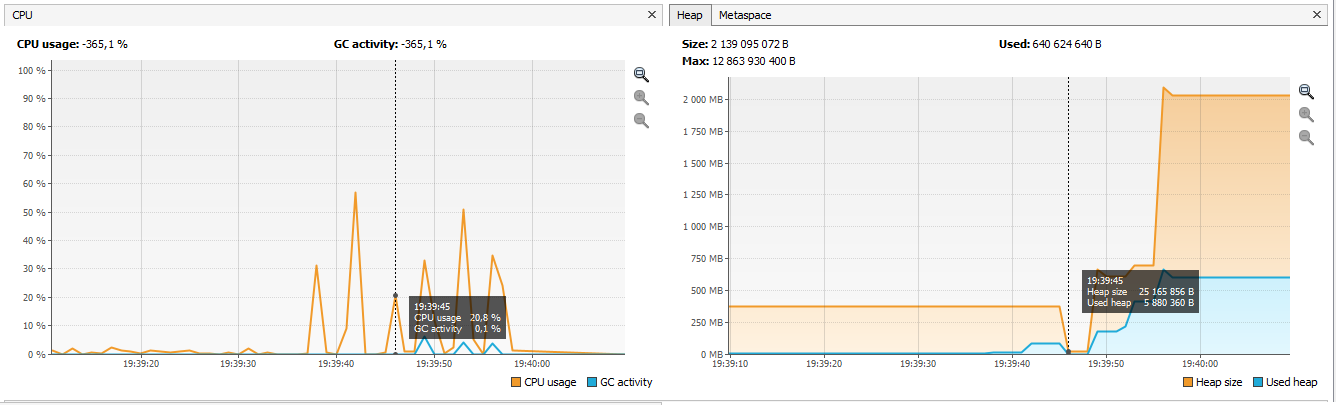 CPU
CPU usage: -365,1 %
GC activity: -365,1 %
100 %
90 %
80 %
70 %
60 %
50 %
40 %
30 %
20 %
10 %
0 %
19:39:45
CPU usage 20,8 %
GC activity 0,1 %
19:39:20
19:39:30
19:39:40
19:39:50
19:40:00
CPU usage
GC activity
Heap
Metaspace
Size: 2 139 095 072 B
Used: 640 624 640 B
Max: 12 863 930 400 B
2 000 MB
1 750 MB
1 500 MB
1 250 MB
1 000 MB
750 MB
500 MB
250 MB
0 MB
19:39:45
Heap size 25 165 856 B
Used heap 5 880 360 B
19:39:10
19:39:20
19:39:30
19:39:40
19:39:50
19:40:00
Heap size
Used heap